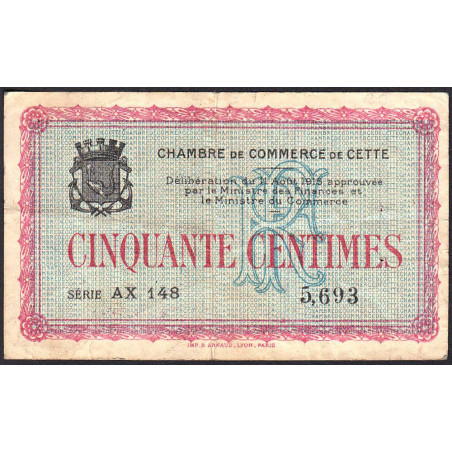 CHAMBRE DE COMMERCE DE CETTE
Délibération du 11 Août 1915 approuvée
par le Ministre des Finances et
le Ministre du Commerce
RF
CINQUANTE CENTIMES
SÉRIE AX 148 5,693
IMP. B. ARNAUD, LYON, PARIS